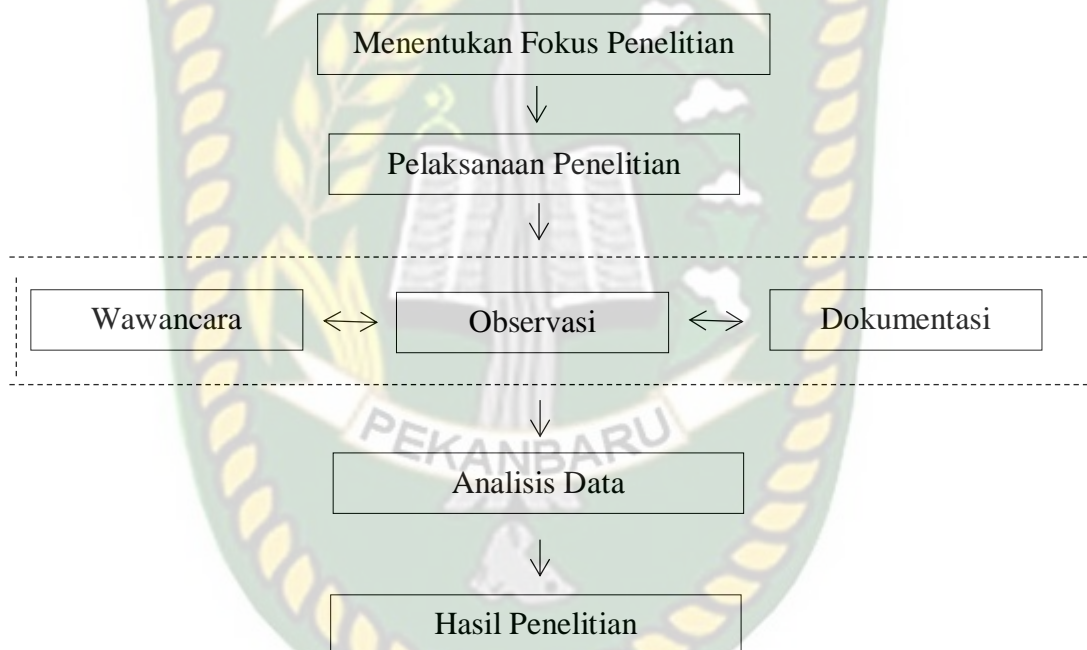 Menentukan Fokus Penelitian
Pelaksanaan Penelitian
Wawancara
Observasi
Dokumentasi
PEKANBARU
Analisis Data
Hasil Penelitian